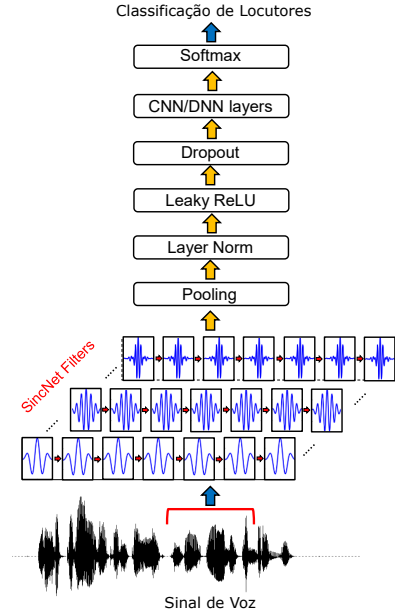 Classificação de Locutores
Softmax
CNN/DNN layers
Dropout
Leaky ReLU
Layer Norm
Pooling
SincNet Filters
Sinal de Voz